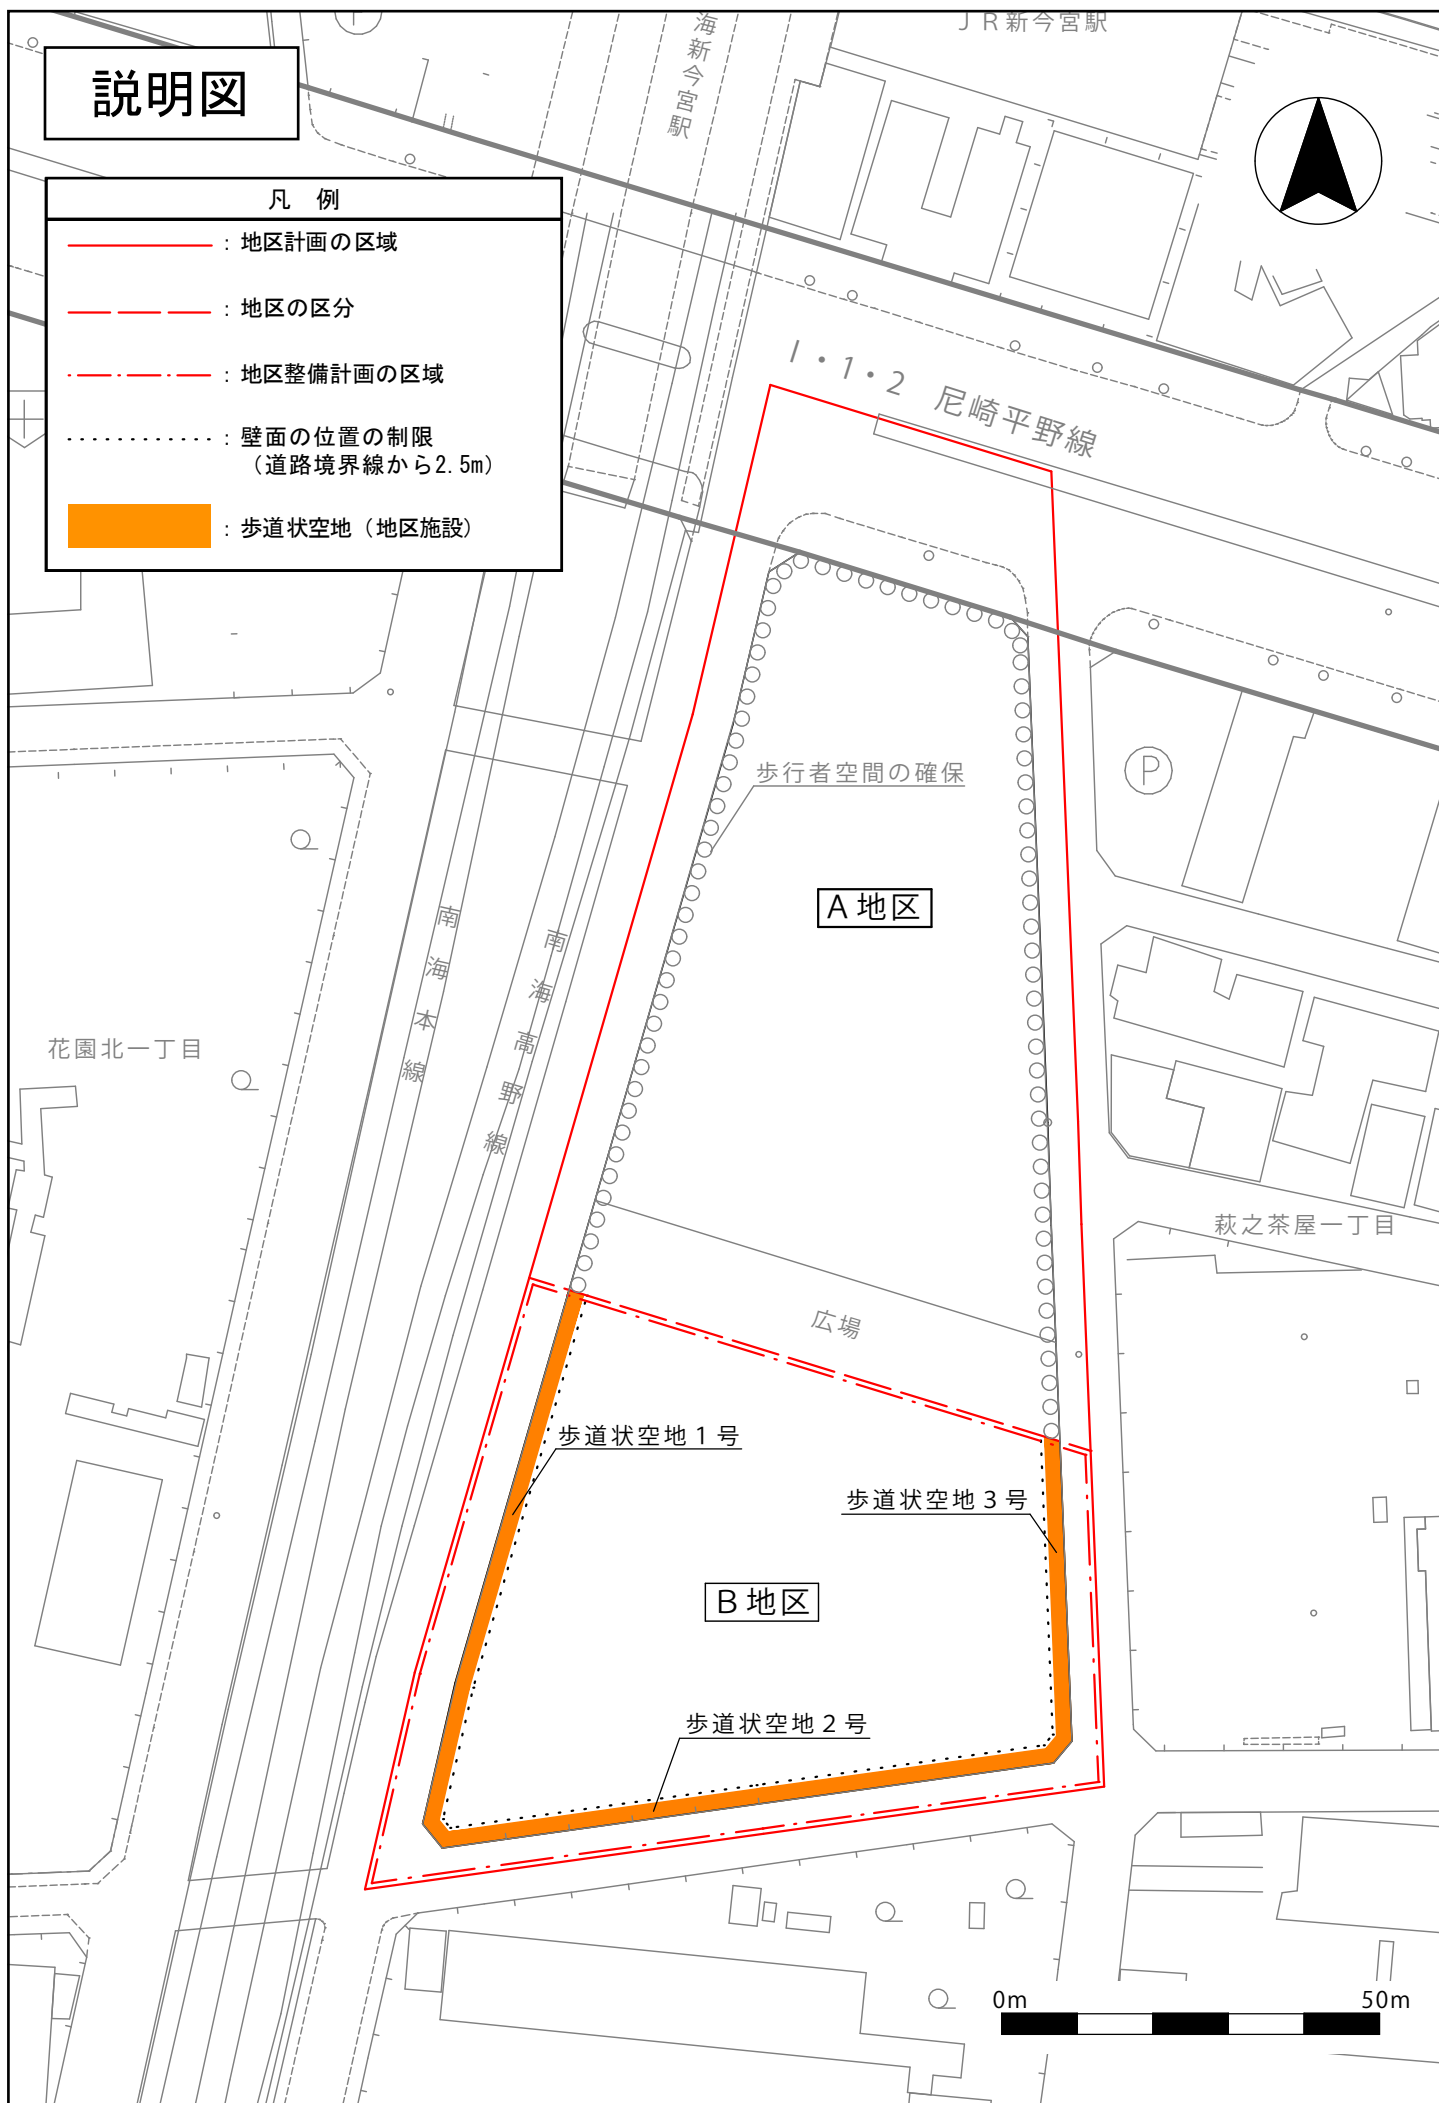 説明図
海新今宮駅
ＪＲ新今宮駅
凡 例
：地区計画の区域
：地区の区分
：地区整備計画の区域
：壁面の位置の制限
（道路境界線から2.5m）
：歩道状空地（地区施設）
Ⅰ・1・2 尼崎平野線
歩行者空間の確保
P
A地区
南海本線
南海高野線
花園北一丁目
萩之茶屋一丁目
広場
歩道状空地１号
歩道状空地３号
B地区
歩道状空地２号
0m 50m